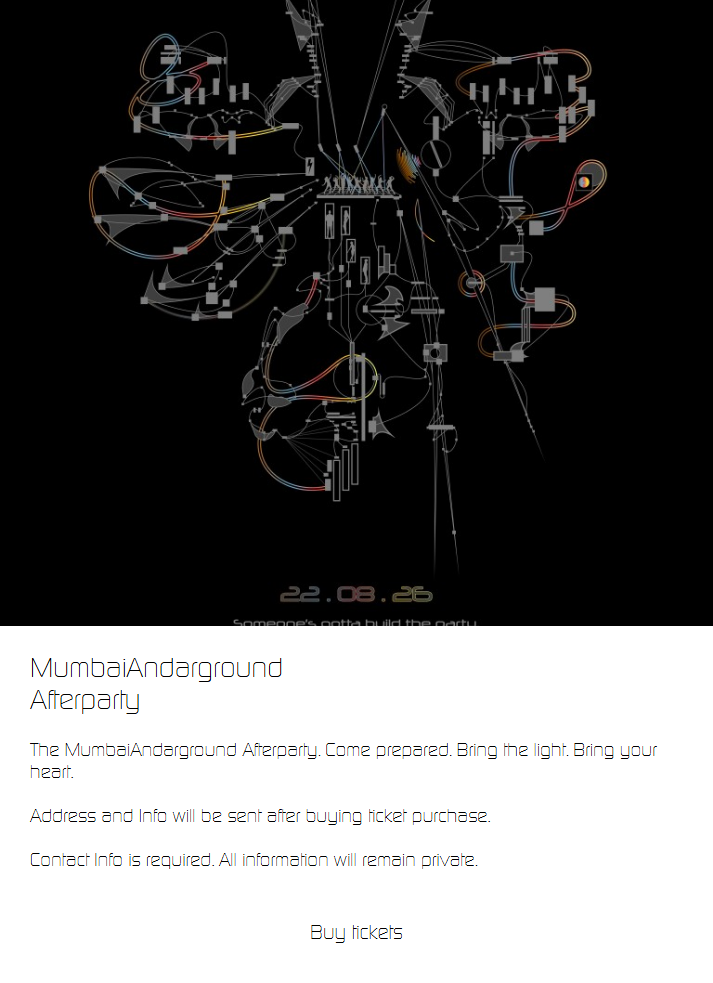 22.08.26
Someone's gotta build the party
MumbaiAndarground
Afterparty
The MumbaiAndarground Afterparty. Come prepared. Bring the light. Bring your
heart.
Address and Info will be sent after buying ticket purchase.
Contact Info is required. All information will remain private.
Buy tickets